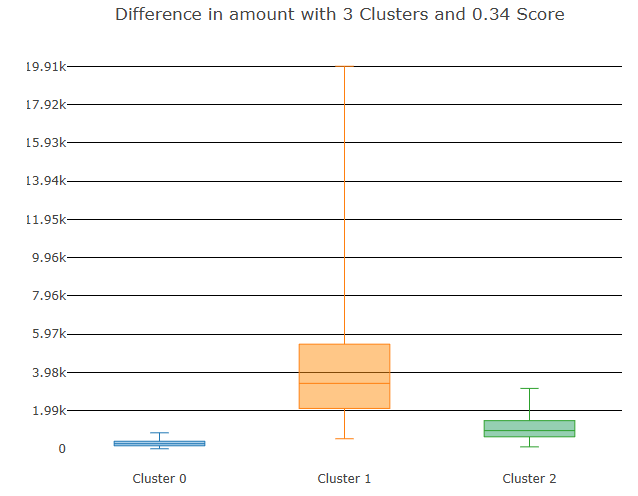 Difference in amount with 3 Clusters and 0.34 Score
19.91k
17.92k
15.93k
13.94k
11.95k
9.96k
7.96k
5.97k
3.98k
1.99k
0
Cluster 0 Cluster 1 Cluster 2